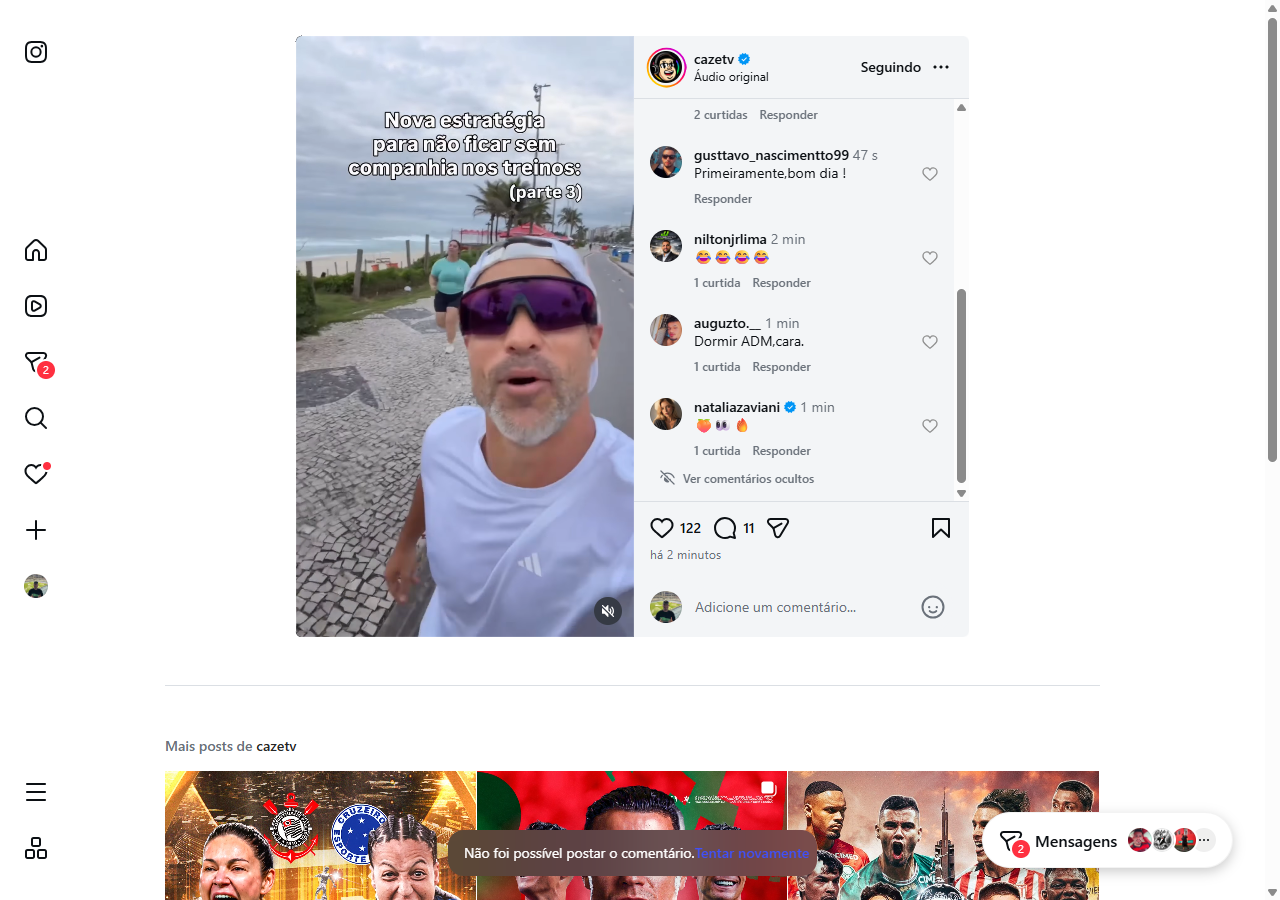 Nova estratégia
para não ficar sem
companhia nos treinos:
(parte 3)
cazetv
Áudio original
Seguindo
2 curtidas Responder
gusttavo_nascimentto99 47 s
Primeiramente,bom dia !
Responder
niltonjrlima 2 min
😂😂😂😂
1 curtida Responder
auguzto.__ 1 min
Dormir ADM,cara.
1 curtida Responder
nataliazaviani 1 min
🍑👀🔥
1 curtida Responder
Ver comentários ocultos
122 11
há 2 minutos
Adicione um comentário...
2
Mais posts de cazetv
CRUZEIRO
ESPORTE
Não foi possível postar o comentário.Tentar novamente
CIMED
2
Mensagens